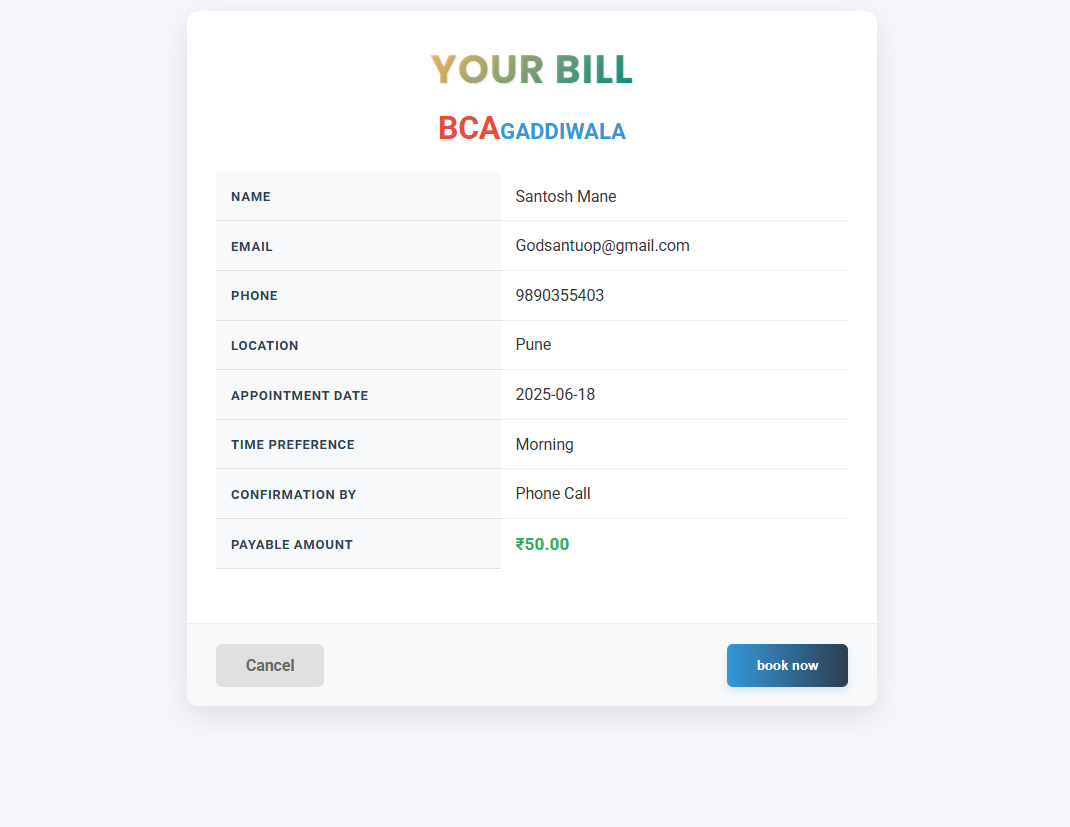 YOUR BILL
BCAGADDIWALA
NAME Santosh Mane
EMAIL Godsantuop@gmail.com
PHONE 9890355403
LOCATION Pune
APPOINTMENT DATE 2025-06-18
TIME PREFERENCE Morning
CONFIRMATION BY Phone Call
PAYABLE AMOUNT ₹50.00
Cancel book now